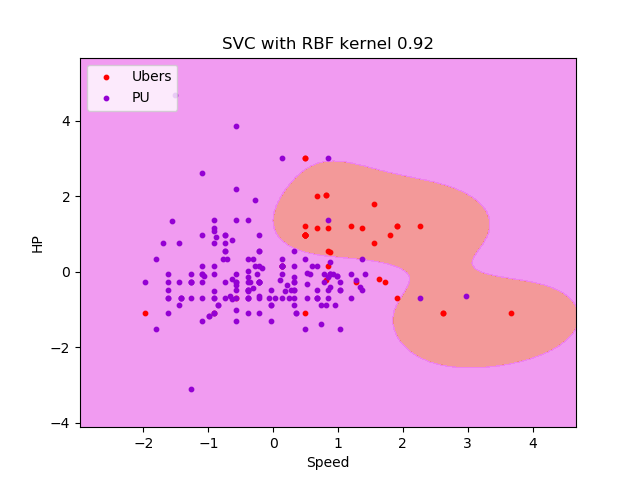 SVC with RBF kernel 0.92
Ubers
PU
4
2
0
−2
−4
HP
−2 −1 0 1 2 3 4
Speed